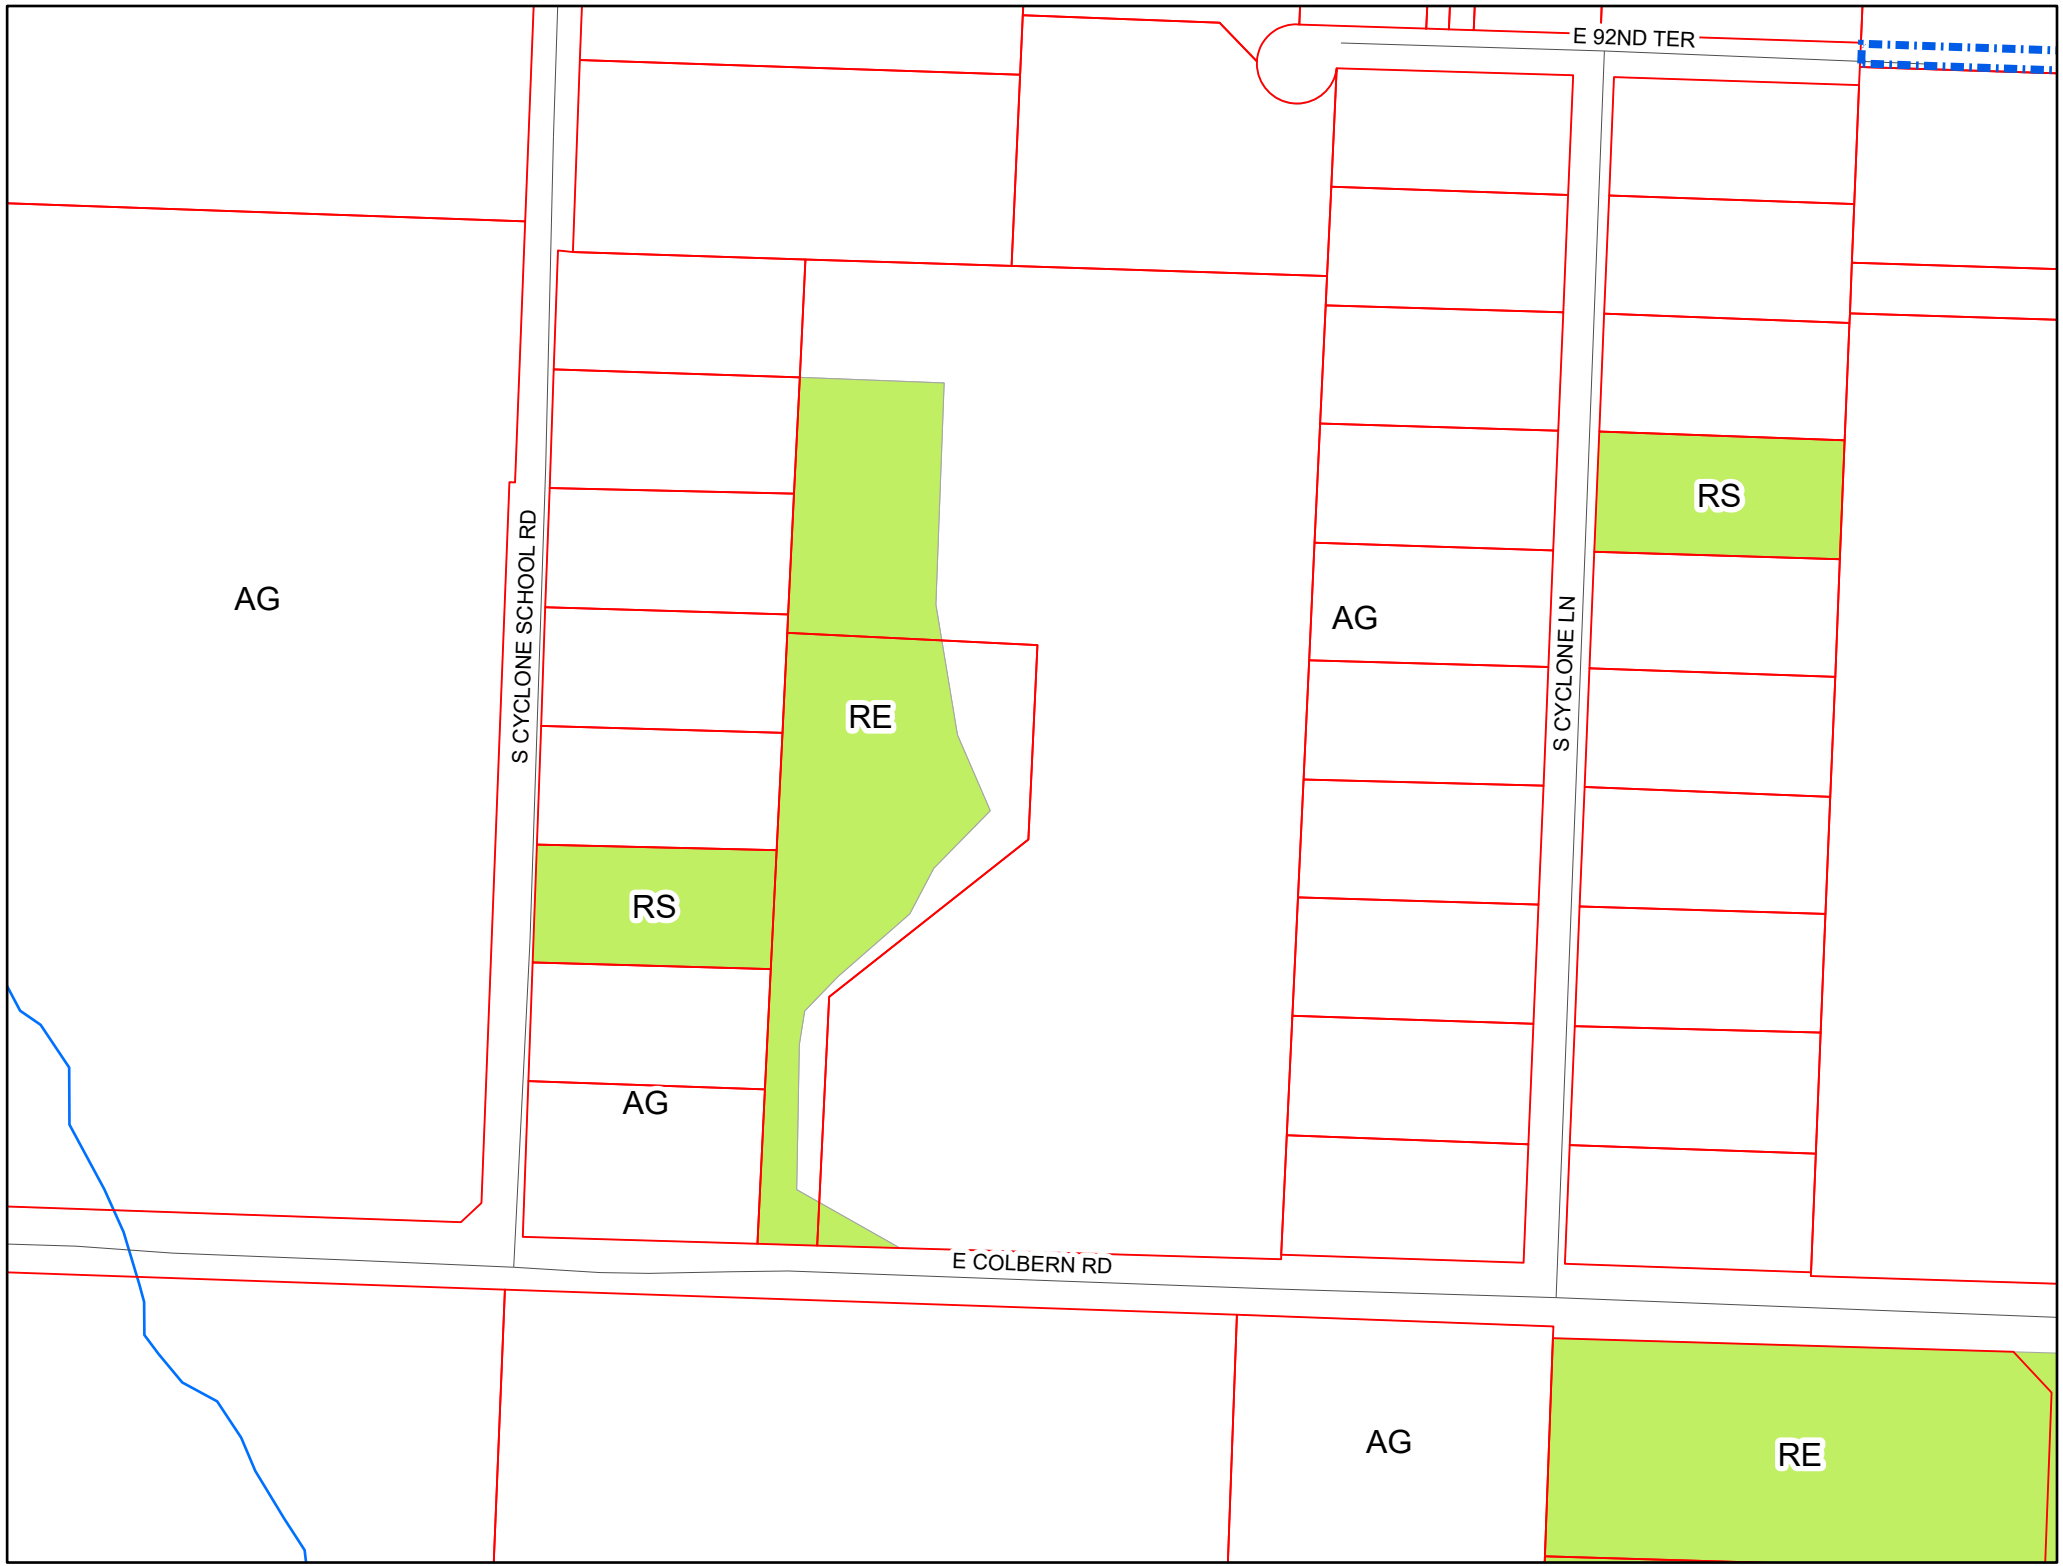 E 92ND TER
RS
AG
S CYCLONE SCHOOL RD
AG
S CYCLONE LN
RE
RS
AG
E COLBERN RD
AG
RE